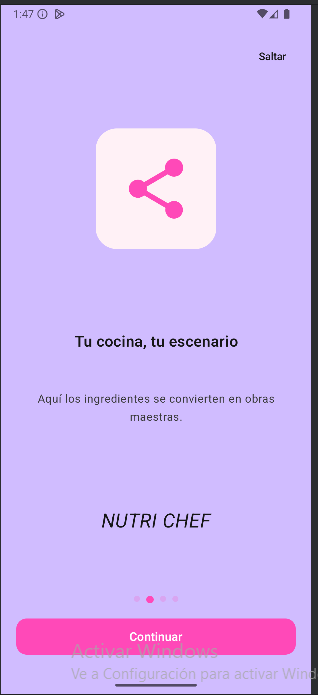 1:47
Saltar
Tu cocina, tu escenario
Aquí los ingredientes se convierten en obras
maestras.
NUTRI CHEF
Continuar
Activar Windows
Ve a Configuración para activar Wind